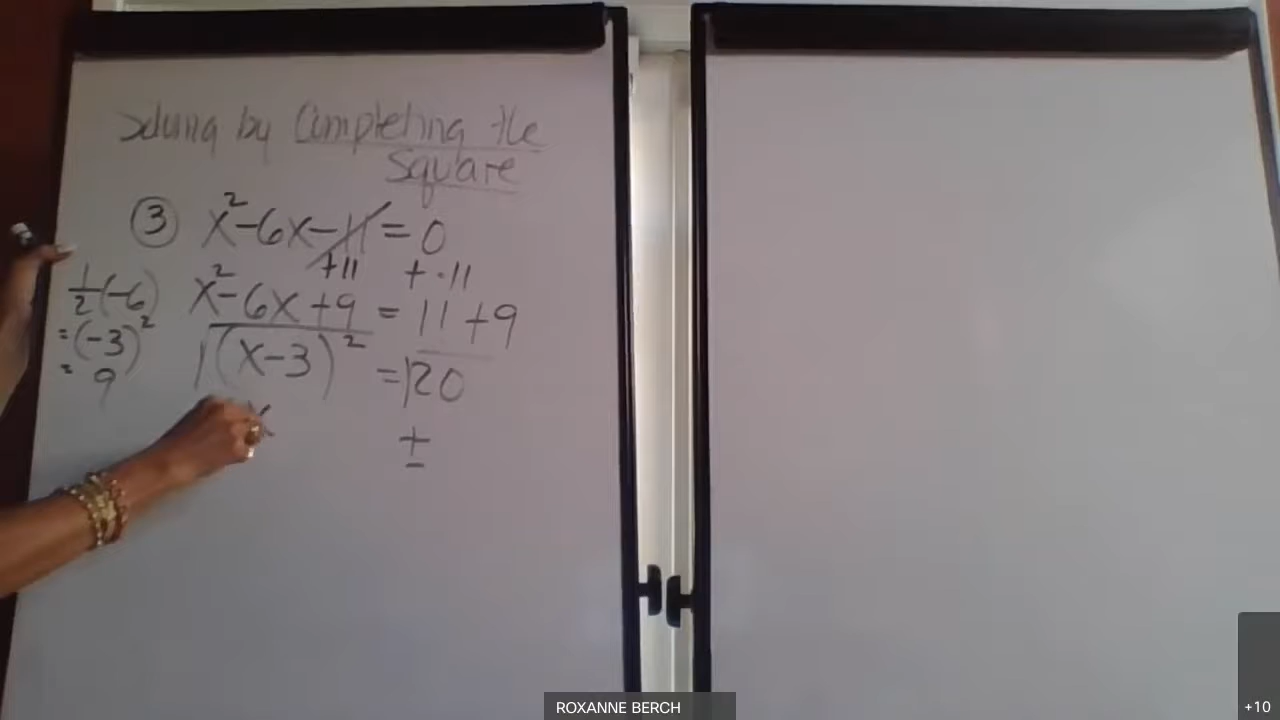 Solving by Completing the
Square
③ x² - 6x - 11 = 0
+11 + 11
½(-6) x² - 6x + 9 = 11 + 9
= (-3)² √(x - 3)² = √20
= 9
x ±
ROXANNE BERCH
+10